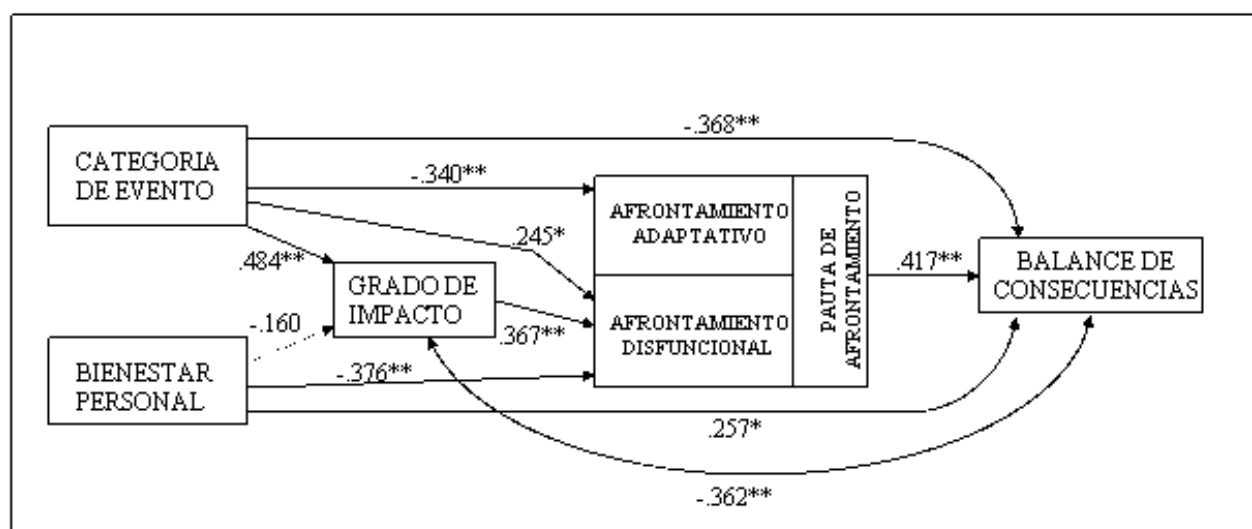 -.368**
CATEGORIA
DE EVENTO
-.340**
AFRONTAMIENTO
ADAPTATIVO
PAUTA DE
AFRONTAMIENTO
.245*
.484**
GRADO DE
IMPACTO
.417**
BALANCE DE
CONSECUENCIAS
-.160
.367**
AFRONTAMIENTO
DISFUNCIONAL
BIENESTAR
PERSONAL
-.376**
.257*
-.362**